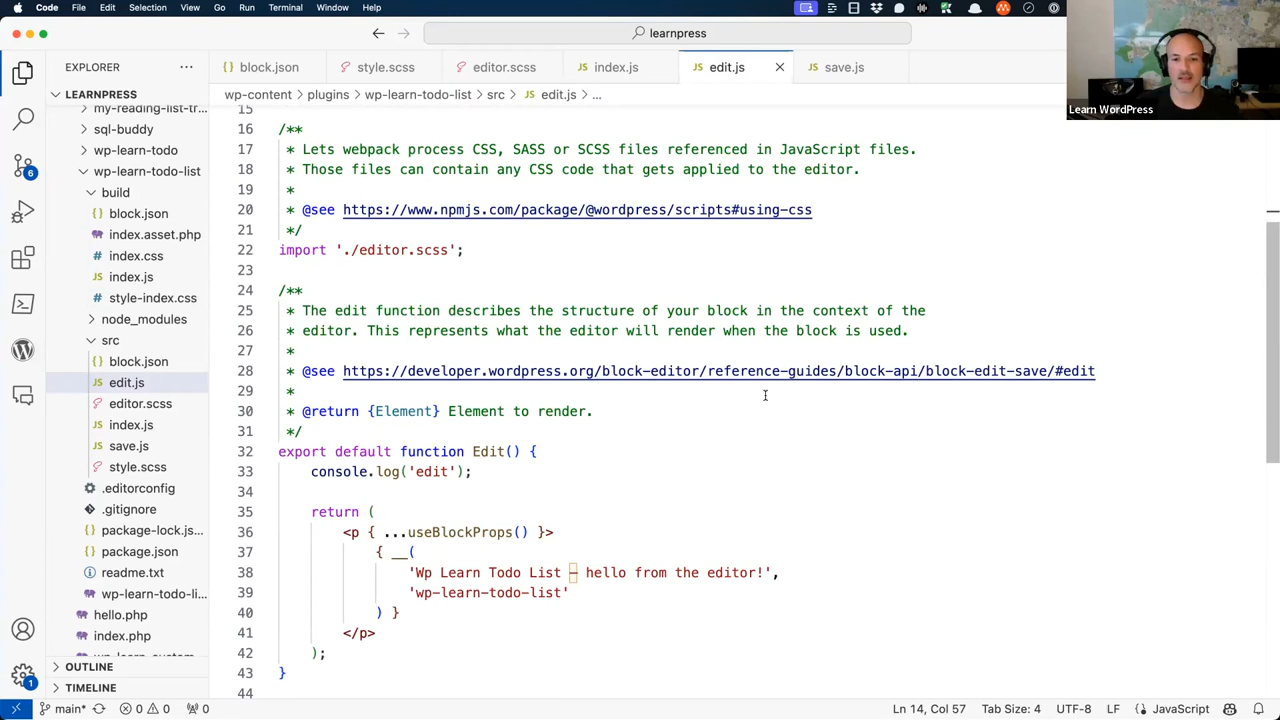 Code File Edit Selection View Go Run Terminal Window Help
learnpress
EXPLORER
LEARNPRESS
my-reading-list-tr...
sql-buddy
wp-learn-todo
wp-learn-todo-list
build
block.json
index.asset.php
index.css
index.js
style-index.css
node_modules
src
block.json
edit.js
editor.scss
index.js
save.js
style.scss
.editorconfig
.gitignore
package-lock.js...
package.json
readme.txt
wp-learn-todo-li...
hello.php
index.php
OUTLINE
TIMELINE
block.json style.scss editor.scss index.js edit.js save.js
wp-content > plugins > wp-learn-todo-list > src > JS edit.js > ...
15
16 /**
17 * Lets webpack process CSS, SASS or SCSS files referenced in JavaScript files.
18 * Those files can contain any CSS code that gets applied to the editor.
19 *
20 * @see https://www.npmjs.com/package/@wordpress/scripts#using-css
21 */
22 import './editor.scss';
23
24 /**
25 * The edit function describes the structure of your block in the context of the
26 * editor. This represents what the editor will render when the block is used.
27 *
28 * @see https://developer.wordpress.org/block-editor/reference-guides/block-api/block-edit-save/#edit
29 *
30 * @return {Element} Element to render.
31 */
32 export default function Edit() {
33 console.log('edit');
34
35 return (
36 <p { ...useBlockProps() }>
37 { __(
38 'Wp Learn Todo List – hello from the editor!',
39 'wp-learn-todo-list'
40 ) }
41 </p>
42 );
43 }
44
Learn WordPress
main* 0 0 0 Ln 14, Col 57 Tab Size: 4 UTF-8 LF JavaScript